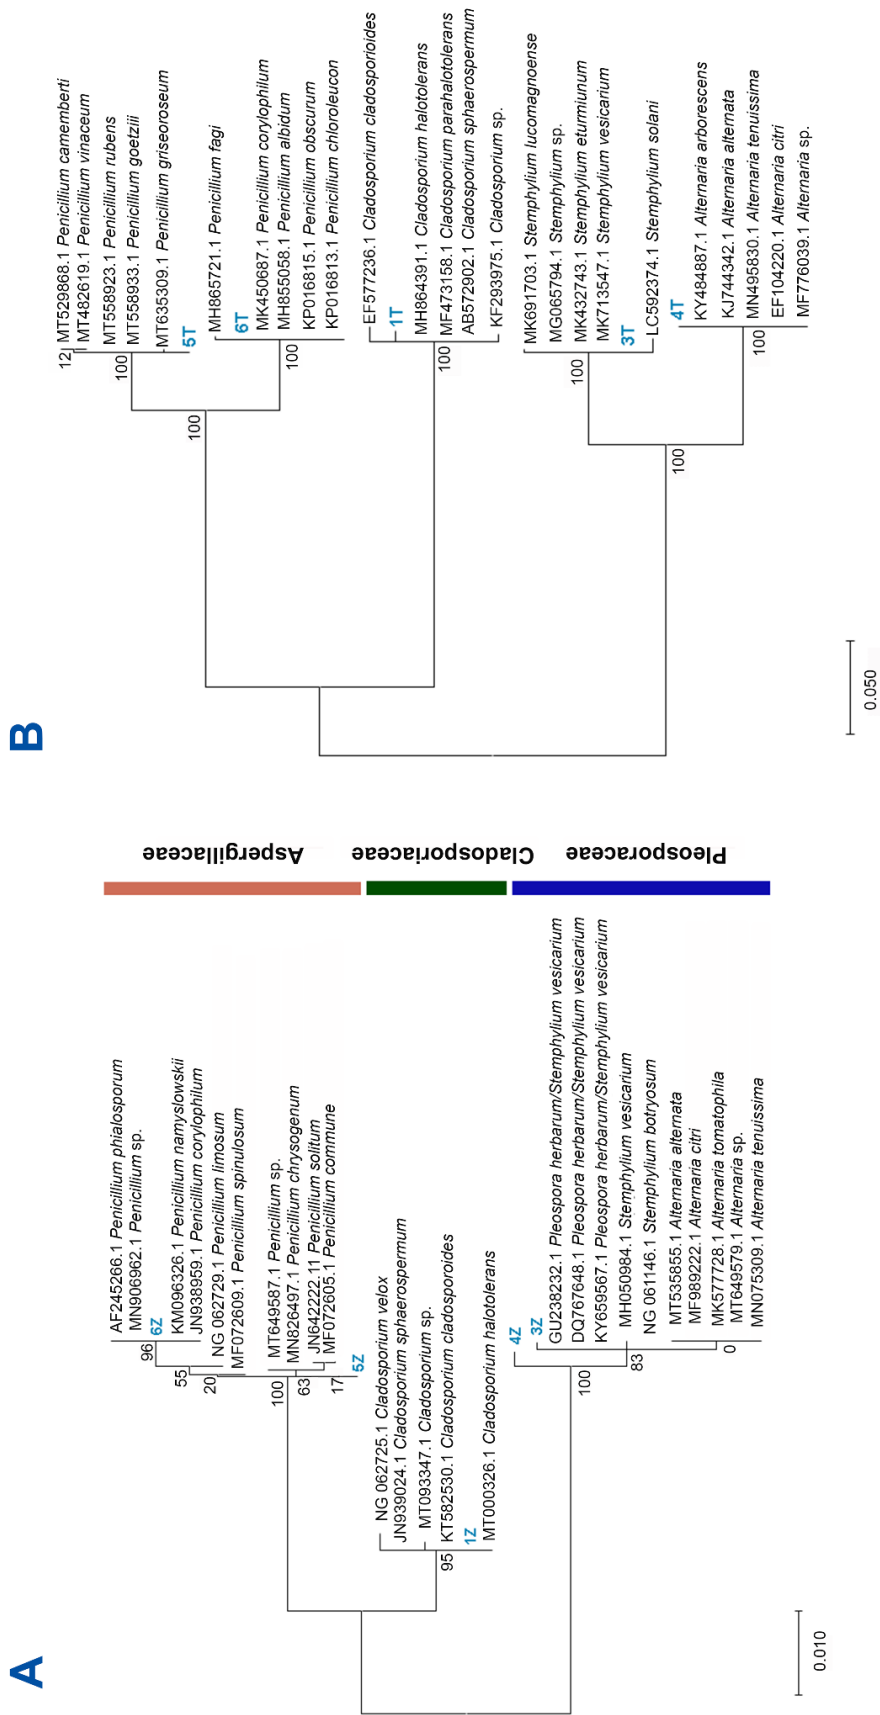 A
AF245266.1 Penicillium phialosporum
MN906962.1 Penicillium sp.
6Z
KM096326.1 Penicillium namyslowskii
JN938959.1 Penicillium corylophilum
NG 062729.1 Penicillium limosum
MF072609.1 Penicillium spinulosum
MT649587.1 Penicillium sp.
MN826497.1 Penicillium chrysogenum
JN642222.11 Penicillium solitum
MF072605.1 Penicillium commune
5Z
NG 062725.1 Cladosporium velox
JN939024.1 Cladosporium sphaerospermum
MT093347.1 Cladosporium sp.
KT582530.1 Cladosporium cladosporoides
1Z
MT000326.1 Cladosporium halotolerans
4Z
3Z
GU238232.1 Pleospora herbarum/Stemphylium vesicarium
DQ767648.1 Pleospora herbarum/Stemphylium vesicarium
KY659567.1 Pleospora herbarum/Stemphylium vesicarium
MH050984.1 Stemphylium vesicarium
NG 061146.1 Stemphylium botryosum
MT535855.1 Alternaria alternata
MF989222.1 Alternaria citri
MK577728.1 Alternaria tomatophila
MT649579.1 Alternaria sp.
MN075309.1 Alternaria tenuissima
96
55
20
100
63
17
95
100
83
0
0.010
Aspergillaceae
Cladosporiaceae
Pleosporaceae
B
MT529868.1 Penicillium camemberti
MT482619.1 Penicillium vinaceum
MT558923.1 Penicillium rubens
MT558933.1 Penicillium goetzii
MT635309.1 Penicillium griseoroseum
5T
MH865721.1 Penicillium fagi
6T
MK450687.1 Penicillium corylophilum
MH855058.1 Penicillium albidum
KP016815.1 Penicillium obscurum
KP016813.1 Penicillium chloroleucon
EF577236.1 Cladosporium cladosporioides
1T
MH864391.1 Cladosporium halotolerans
MF473158.1 Cladosporium parahalotolerans
AB572902.1 Cladosporium sphaerospermum
KF293975.1 Cladosporium sp.
MK691703.1 Stemphylium lucomagnoense
MG065794.1 Stemphylium sp.
MK432743.1 Stemphylium eturmiunum
MK713547.1 Stemphylium vesicarium
3T
LC592374.1 Stemphylium solani
4T
KY484887.1 Alternaria arborescens
KJ744342.1 Alternaria alternata
MN495830.1 Alternaria tenuissima
EF104220.1 Alternaria citri
MF776039.1 Alternaria sp.
12
100
100
100
100
100
100
100
0.050